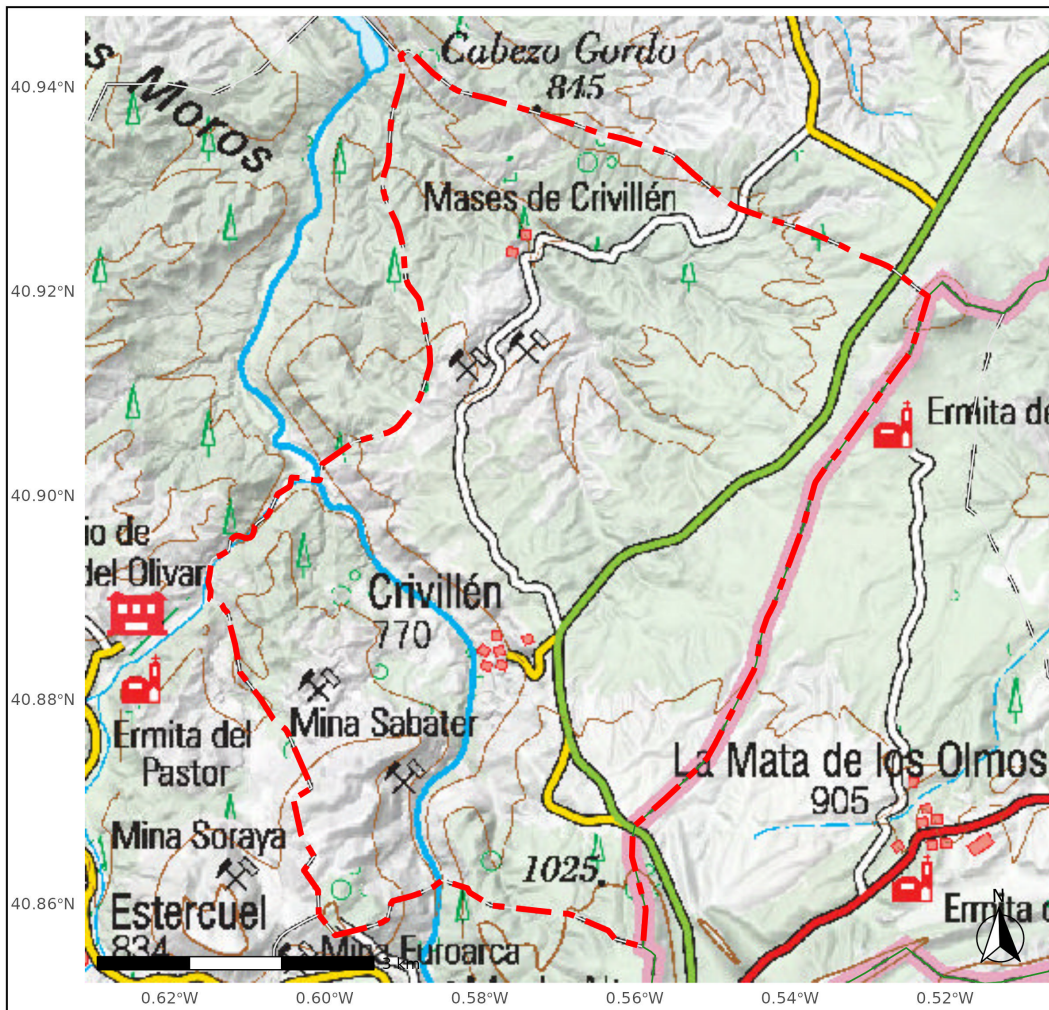 Cabezo Gordo
845
Moros
40.94°N
Mases de Crivillén
40.92°N
Ermita de
40.90°N
io de
del Olivar
Crivillén
770
40.88°N
Mina Sabater
Ermita del
Pastor
La Mata de los Olmos
905
Mina Soraya
1025
40.86°N
Estercuel
834
Ermita
N
Mina Euroarca
3 km
0.62°W
0.60°W
0.58°W
0.56°W
0.54°W
0.52°W